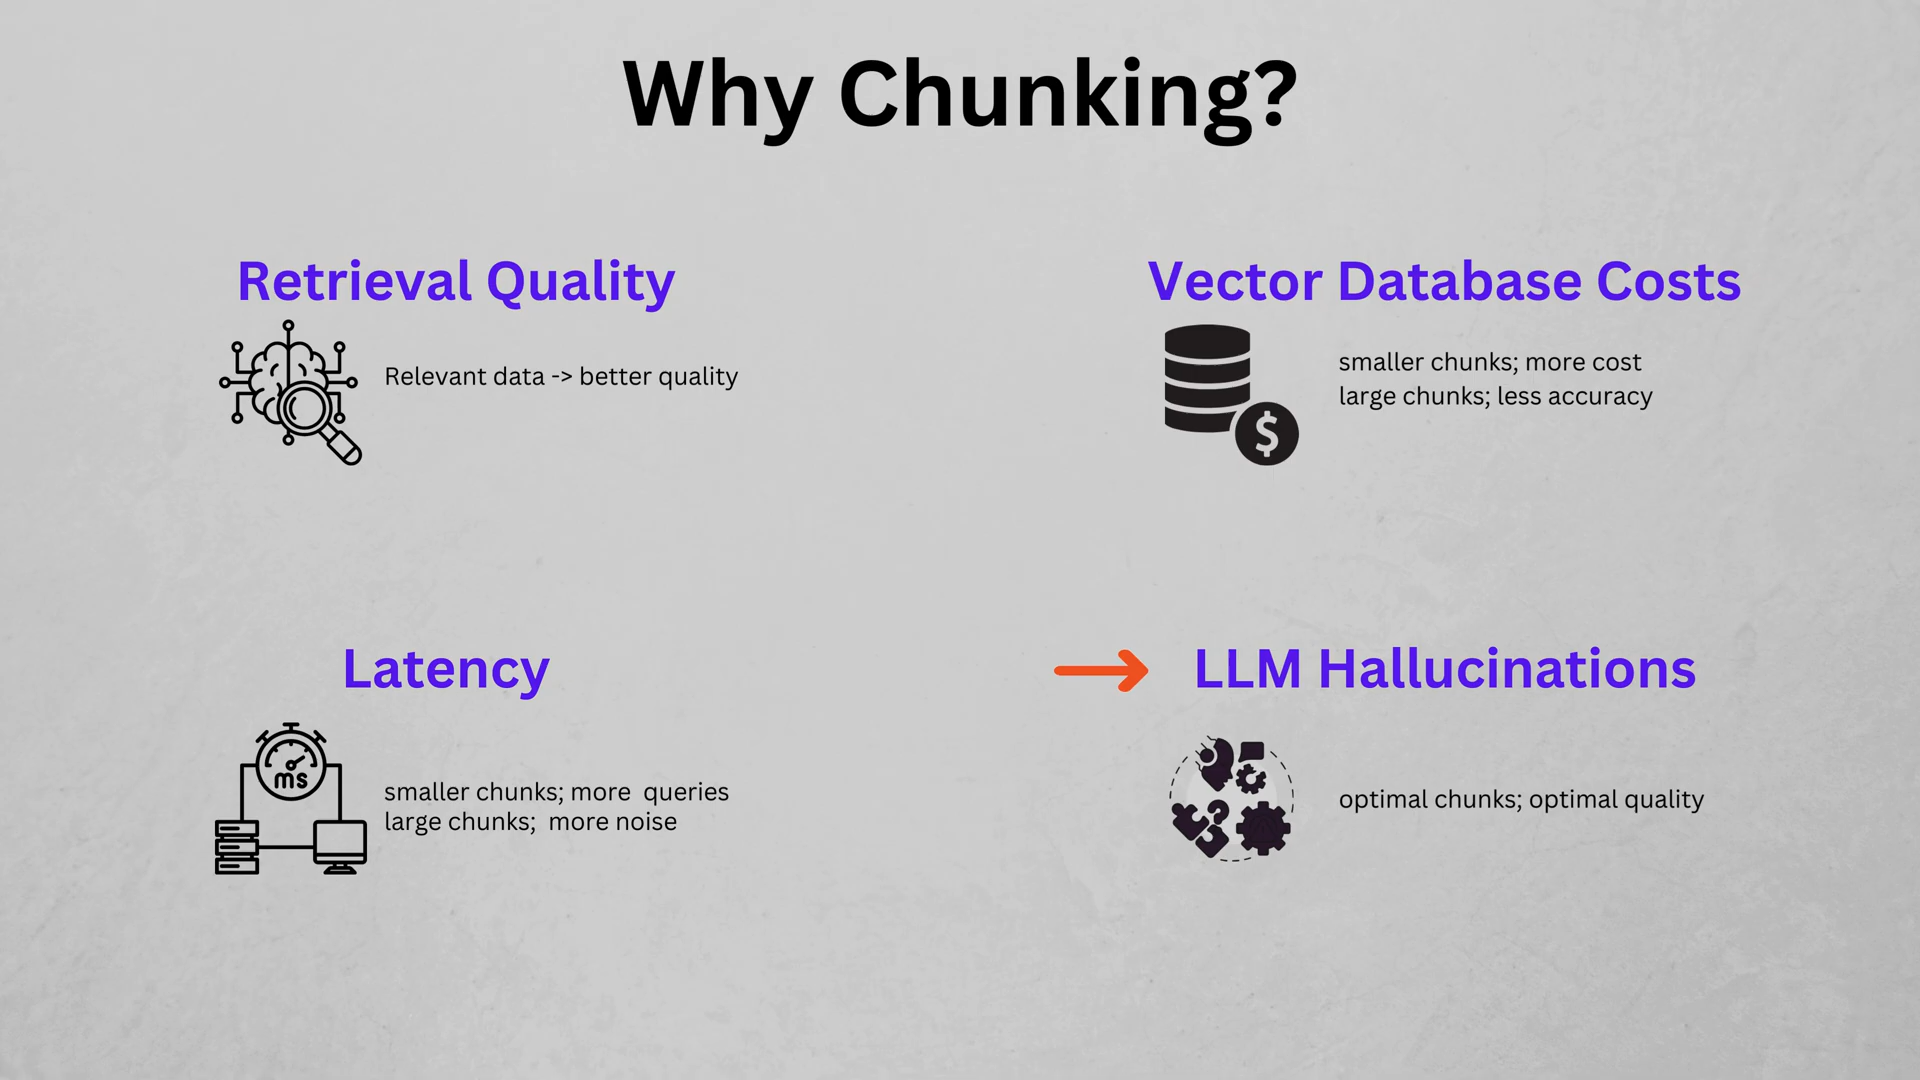 Why Chunking?
Retrieval Quality
Relevant data -> better quality
Vector Database Costs
smaller chunks; more cost
large chunks; less accuracy
$
Latency
ms
smaller chunks; more  queries
large chunks;  more noise
LLM Hallucinations
optimal chunks; optimal quality